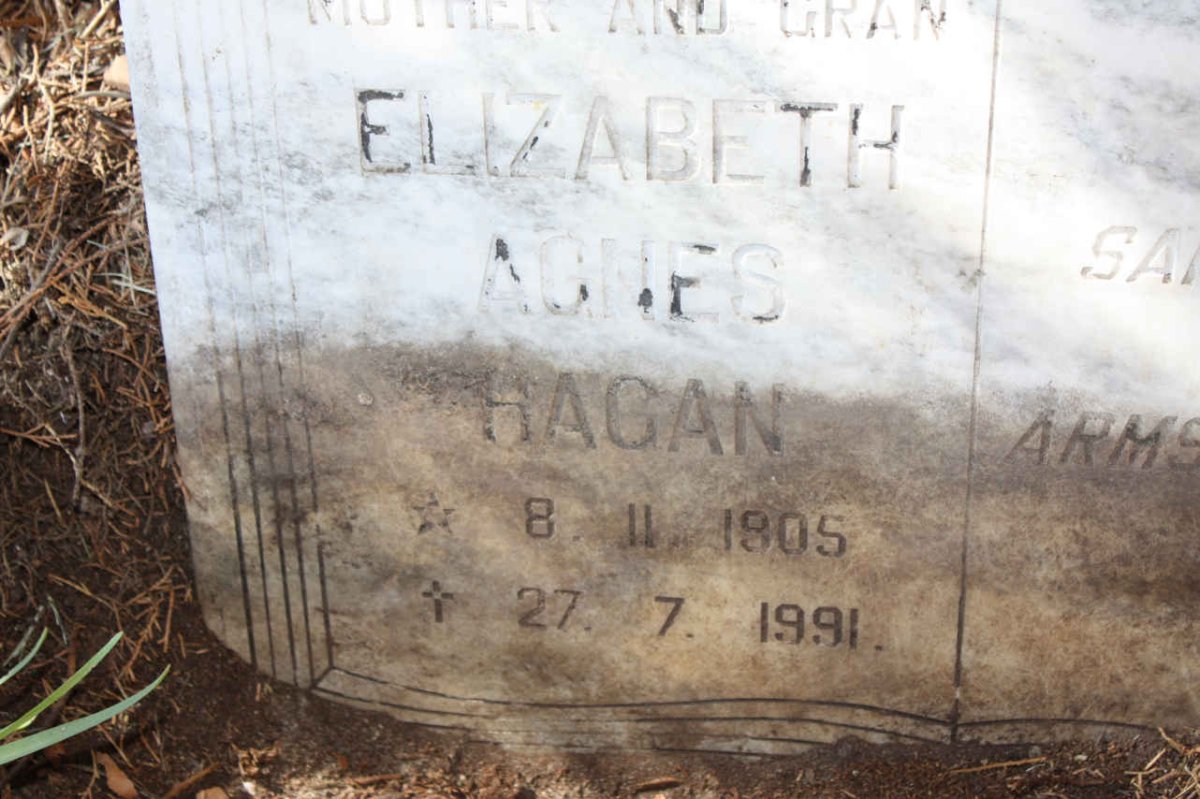 MOTHER AND GRAN
ELIZABETH
AGNES
HAGAN
☆ 8. 11. 1905
✝ 27. 7. 1991.